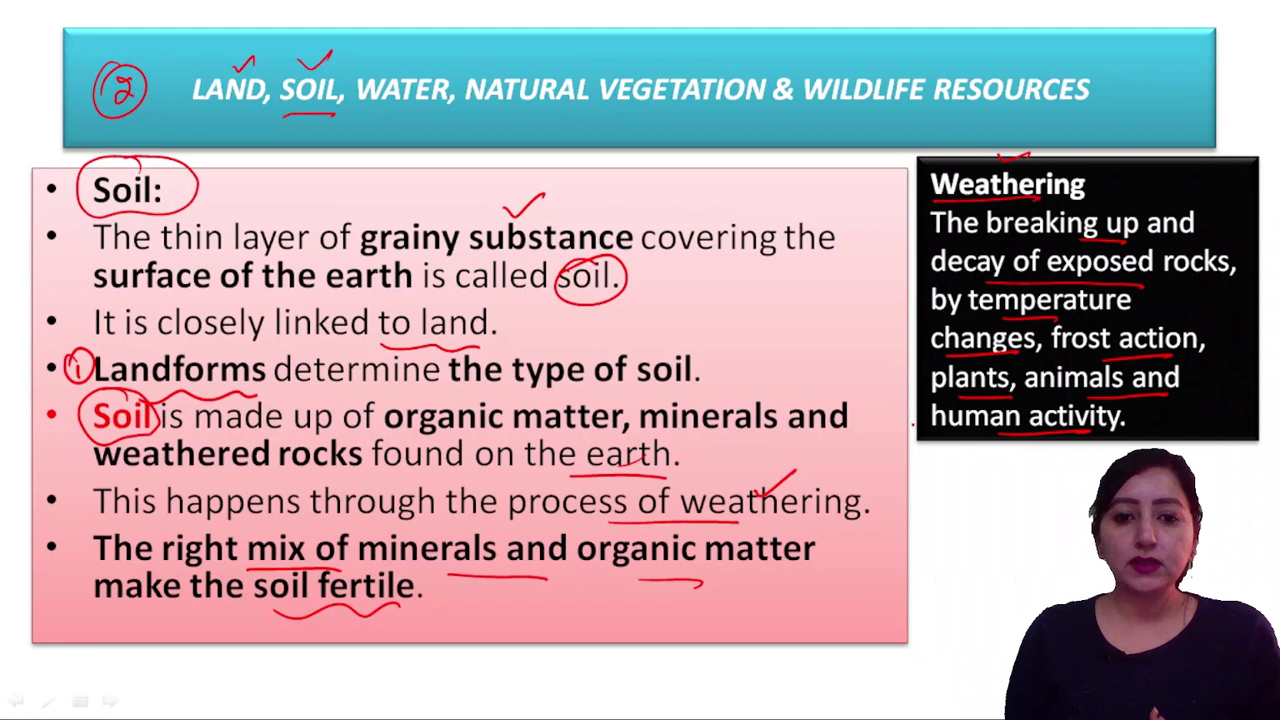 2
LAND, SOIL, WATER, NATURAL VEGETATION & WILDLIFE RESOURCES
• Soil:
• The thin layer of grainy substance covering the
surface of the earth is called soil.
• It is closely linked to land.
• Landforms determine the type of soil.
• Soil is made up of organic matter, minerals and
weathered rocks found on the earth.
• This happens through the process of weathering.
• The right mix of minerals and organic matter
make the soil fertile.
Weathering
The breaking up and
decay of exposed rocks,
by temperature
changes, frost action,
plants, animals and
human activity.